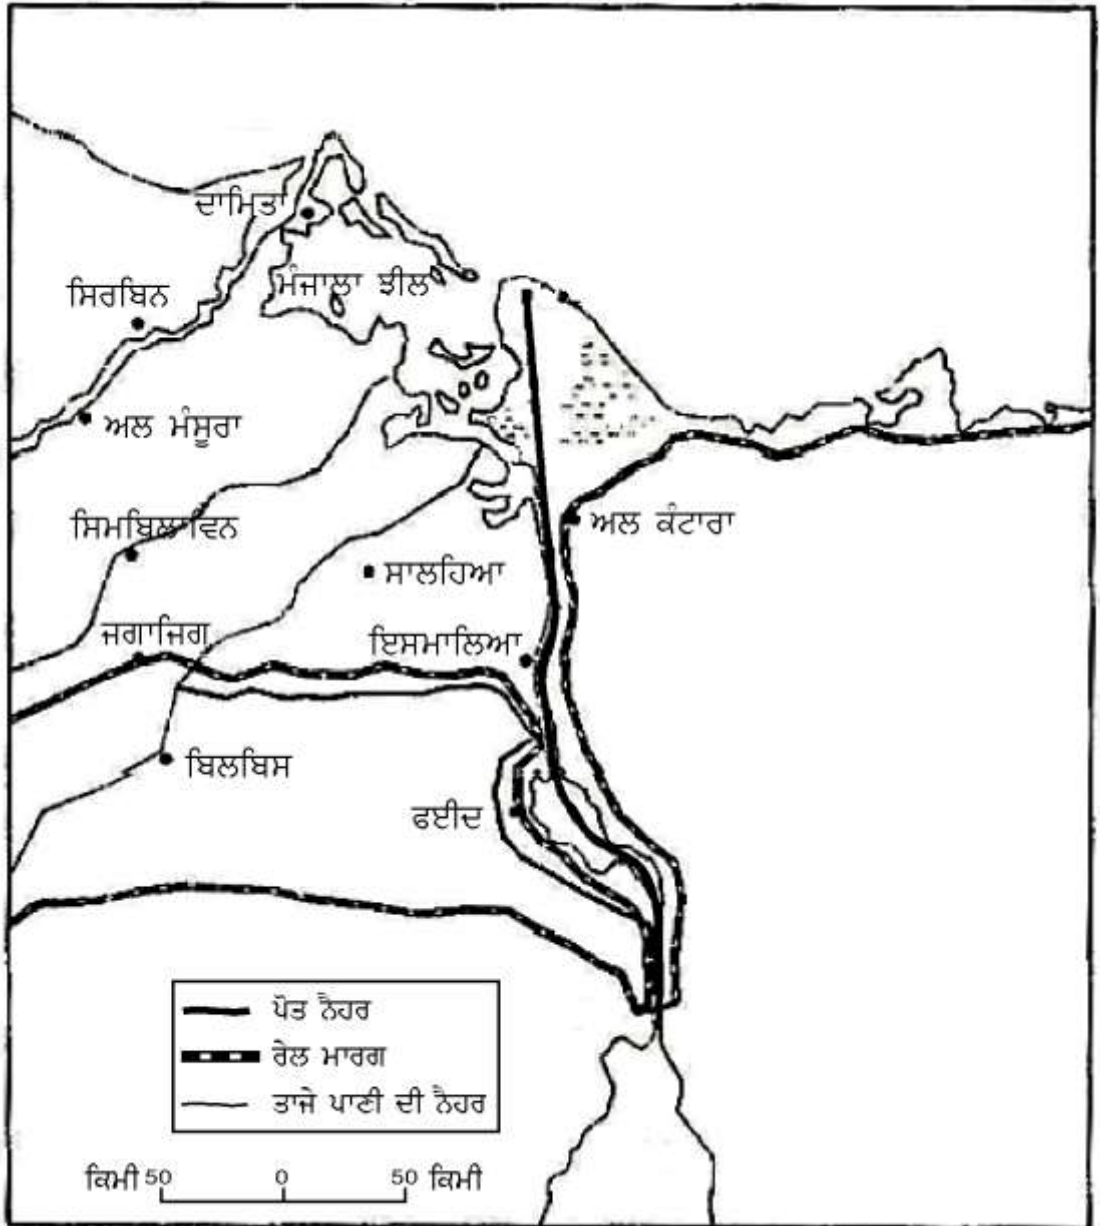 ਦਾਮਿਤਾ
ਮੰਜਾਲਾ ਝੀਲ
ਸਿਰਬਿਨ
ਅਲ ਮੰਸੂਰਾ
ਸਿਮਬਿਲਾਵਿਨ
ਅਲ ਕੰਟਾਰਾ
ਸਾਲਹਿਆ
ਜਗਾਜਿਗ
ਇਸਮਾਲਿਆ
ਬਿਲਬਿਸ
ਫਈਦ
ਪੋਤ ਨੈਹਰ
ਰੇਲ ਮਾਰਗ
ਤਾਜੇ ਪਾਣੀ ਦੀ ਨੈਹਰ
ਕਿਮੀ 50 0 50 ਕਿਮੀ